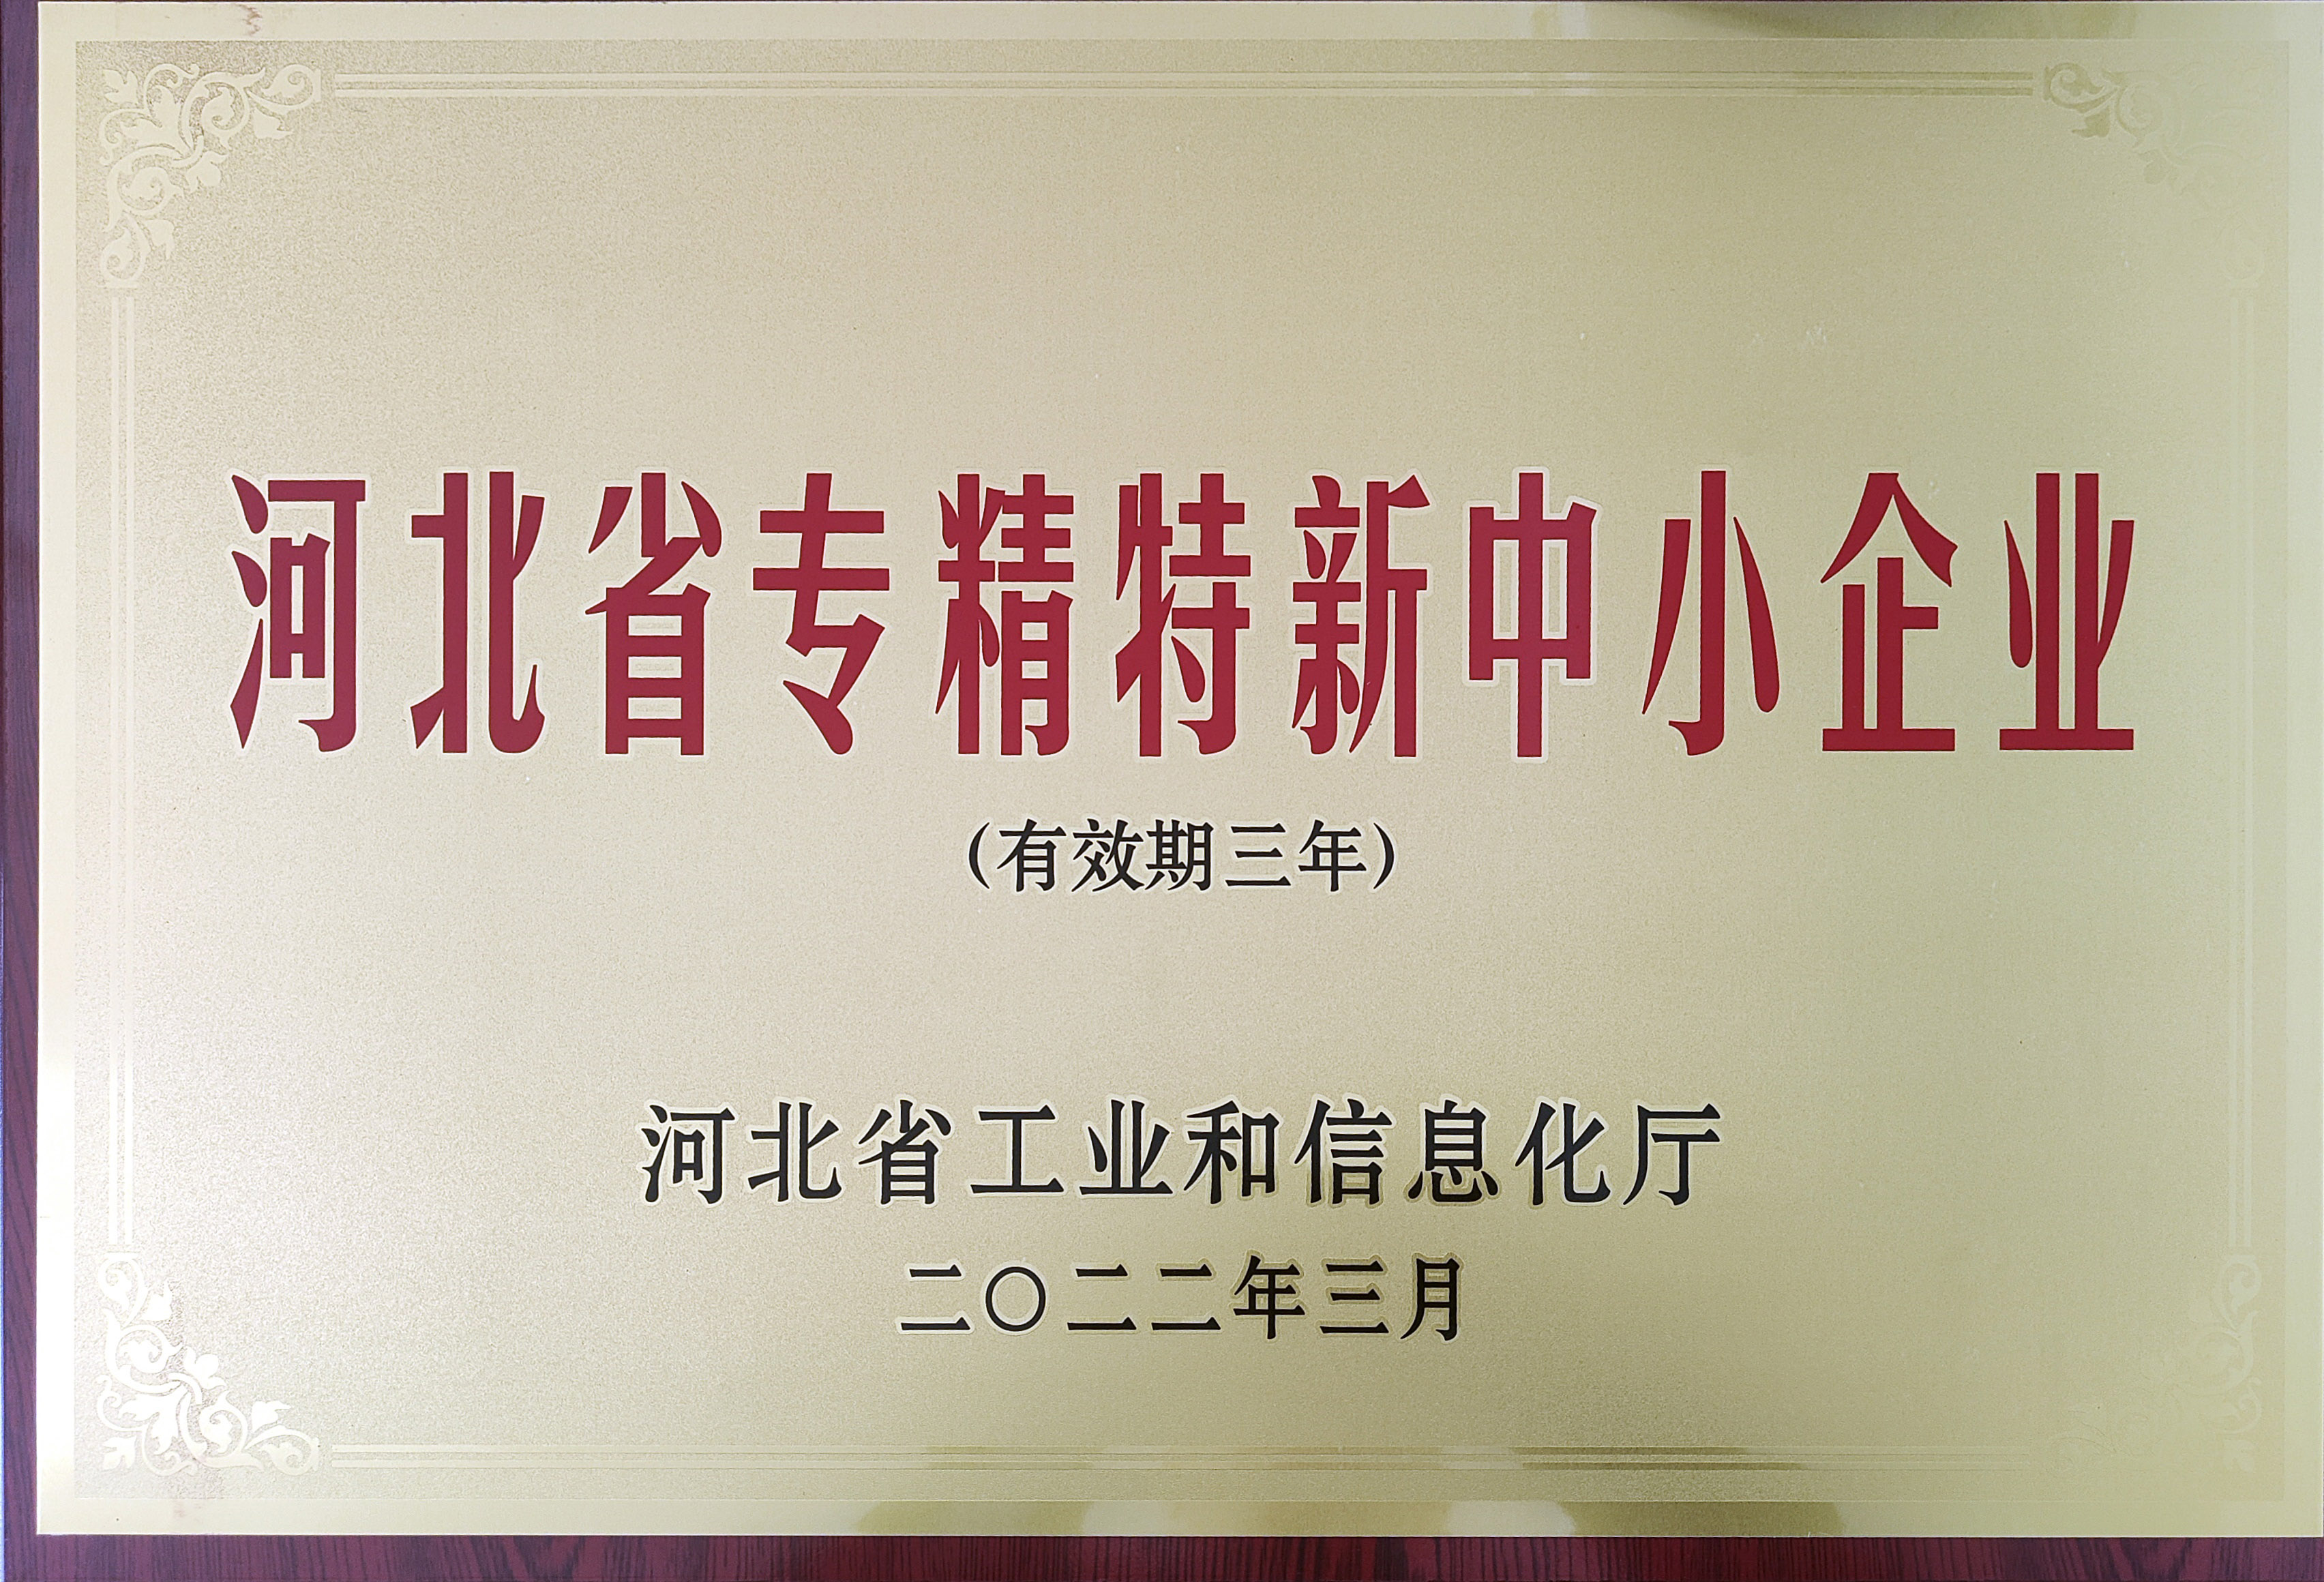 河北省专精特新中小企业
(有效期三年)
河北省工业和信息化厅
二〇二二年三月